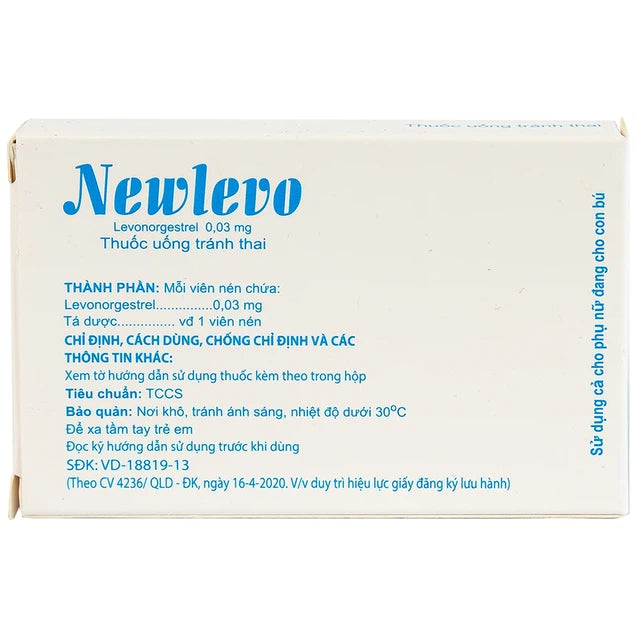 Thuốc uống tránh thai
Newlevo
Levonorgestrel 0,03 mg
Thuốc uống tránh thai
THÀNH PHẦN: Mỗi viên nén chứa:
Levonorgestrel...............0,03 mg
Tá dược............... vđ 1 viên nén
CHỈ ĐỊNH, CÁCH DÙNG, CHỐNG CHỈ ĐỊNH VÀ CÁC
THÔNG TIN KHÁC:
Xem tờ hướng dẫn sử dụng thuốc kèm theo trong hộp
Tiêu chuẩn: TCCS
Bảo quản: Nơi khô, tránh ánh sáng, nhiệt độ dưới 30⁰C
Để xa tầm tay trẻ em
Đọc kỹ hướng dẫn sử dụng trước khi dùng
SĐK: VD-18819-13
(Theo CV 4236/ QLD - ĐK, ngày 16-4-2020. V/v duy trì hiệu lực giấy đăng ký lưu hành)
Sử dụng cả cho phụ nữ đang cho con bú